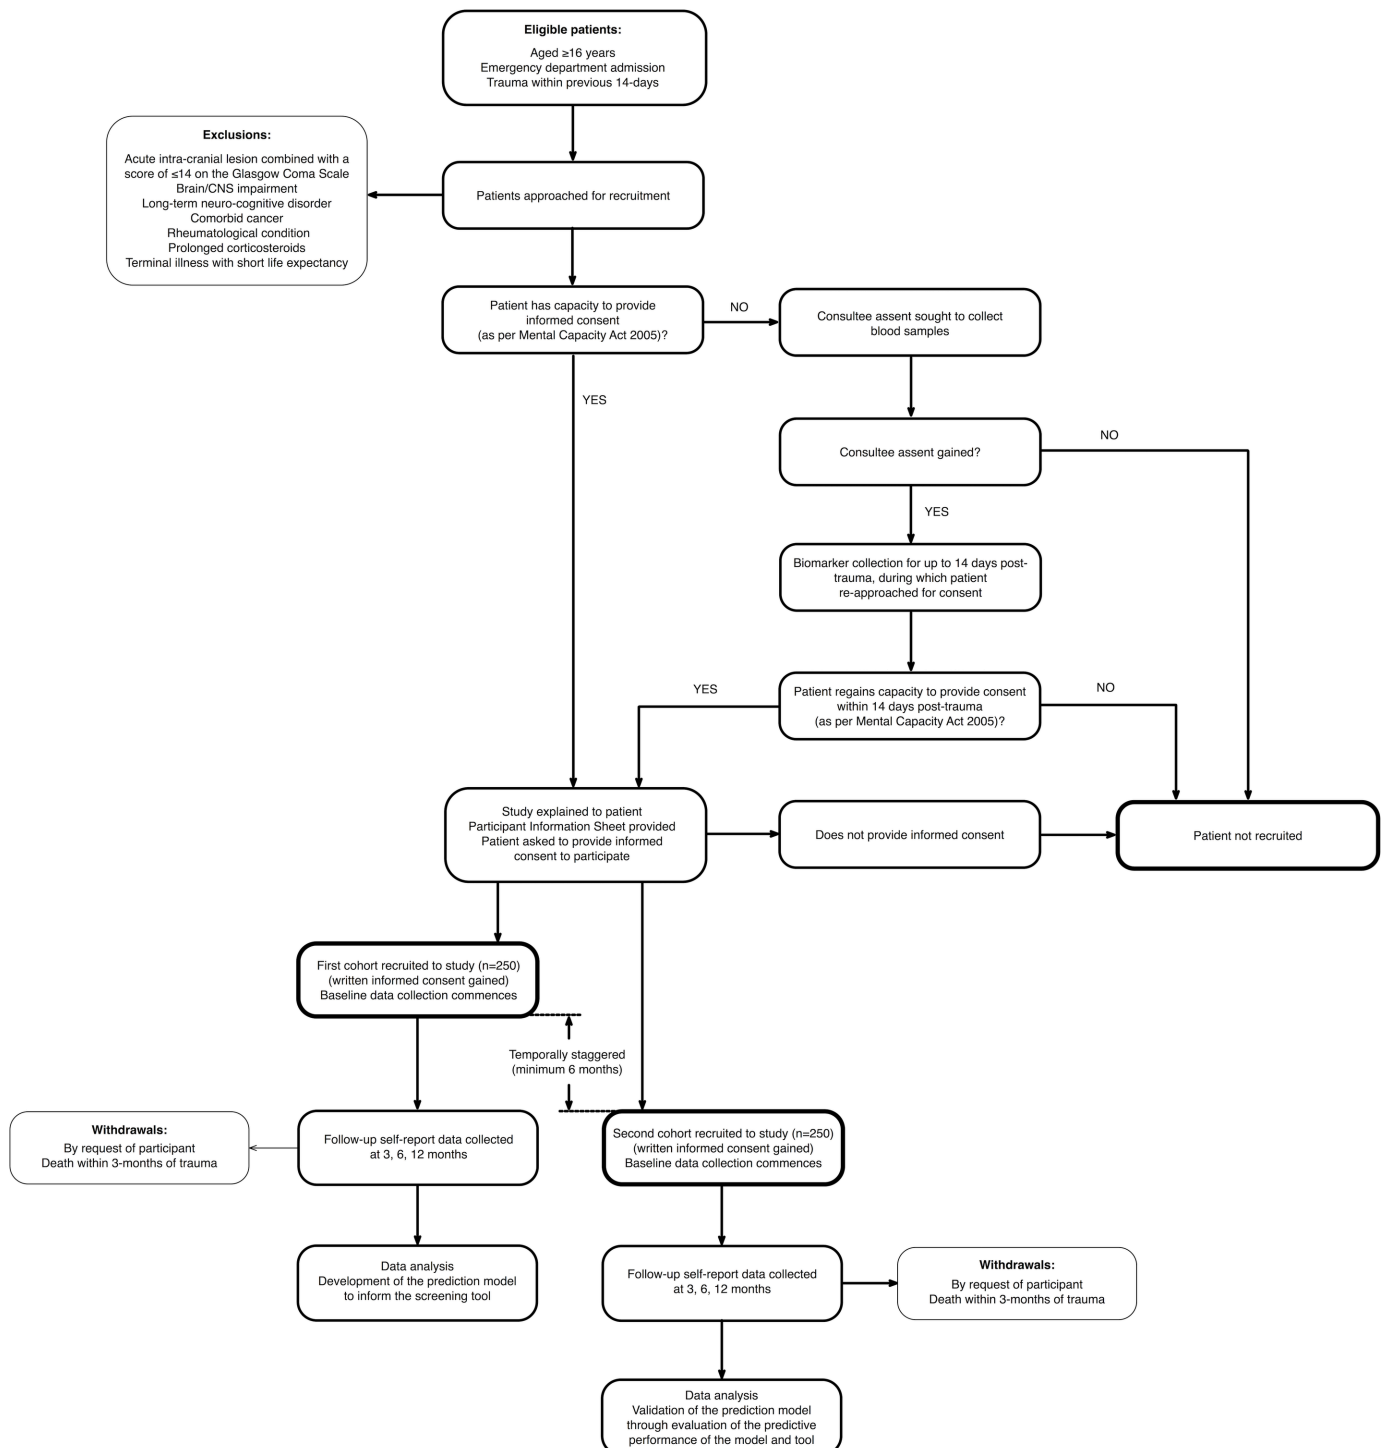 Eligible patients:
Aged ≥16 years
Emergency department admission
Trauma within previous 14-days
Exclusions:
Acute intra-cranial lesion combined with a
score of ≤14 on the Glasgow Coma Scale
Brain/CNS impairment
Long-term neuro-cognitive disorder
Comorbid cancer
Rheumatological condition
Prolonged corticosteroids
Terminal illness with short life expectancy
Patients approached for recruitment
Patient has capacity to provide
informed consent
(as per Mental Capacity Act 2005)?
NO
Consultee assent sought to collect
blood samples
YES
Consultee assent gained?
NO
YES
Biomarker collection for up to 14 days post-
trauma, during which patient
re-approached for consent
Patient regains capacity to provide consent
within 14 days post-trauma
(as per Mental Capacity Act 2005)?
YES
NO
Study explained to patient
Participant Information Sheet provided
Patient asked to provide informed
consent to participate
Does not provide informed consent
Patient not recruited
First cohort recruited to study (n=250)
(written informed consent gained)
Baseline data collection commences
Temporally staggered
(minimum 6 months)
Withdrawals:
By request of participant
Death within 3-months of trauma
Follow-up self-report data collected
at 3, 6, 12 months
Second cohort recruited to study (n=250)
(written informed consent gained)
Baseline data collection commences
Data analysis
Development of the prediction model
to inform the screening tool
Follow-up self-report data collected
at 3, 6, 12 months
Withdrawals:
By request of participant
Death within 3-months of trauma
Data analysis
Validation of the prediction model
through evaluation of the predictive
performance of the model and tool